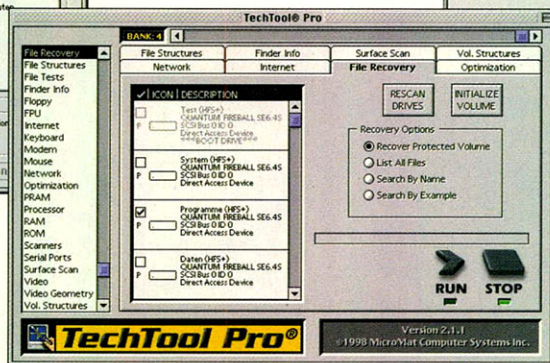 TechTool® Pro
BANK: 4
File Recovery
File Structures
File Tests
Finder Info
Floppy
FPU
Internet
Keyboard
Modem
Mouse
Network
Optimization
PRAM
Processor
RAM
ROM
Scanners
Serial Ports
Surface Scan
Video
Video Geometry
Vol. Structures
File Structures Finder Info Surface Scan Vol. Structures
Network Internet File Recovery Optimization
✓ ICON DESCRIPTION
Test (HFS+)
QUANTUM FIREBALL SE6.4S
P SCSI Bus 0 ID 0
Direct Access Device
***BOOT DRIVE***
System (HFS+)
QUANTUM FIREBALL SE6.4S
P SCSI Bus 0 ID 0
Direct Access Device
Programme (HFS+)
QUANTUM FIREBALL SE6.4S
P SCSI Bus 0 ID 0
Direct Access Device
Daten (HFS+)
QUANTUM FIREBALL SE6.4S
P SCSI Bus 0 ID 0
Direct Access Device
RESCAN
DRIVES
INITIALIZE
VOLUME
Recovery Options
Recover Protected Volume
List All Files
Search By Name
Search By Example
RUN STOP
TechTool Pro®
Version 2.1.1
©1998 MicroMat Computer Systems Inc.